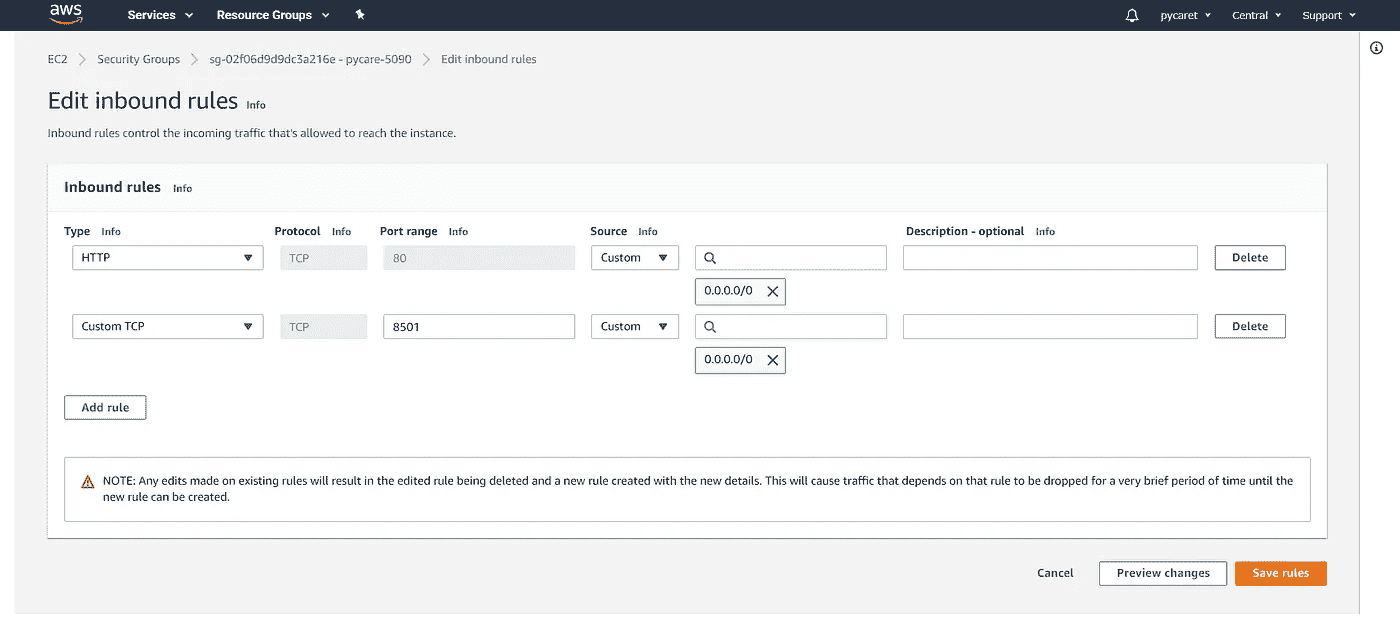 aws Services Resource Groups pycaret Central Support
EC2 Security Groups sg-02f06d9d9dc3a216e - pycare-5090 Edit inbound rules
Edit inbound rules Info
Inbound rules control the incoming traffic that's allowed to reach the instance.
Inbound rules Info
Type Info Protocol Info Port range Info Source Info Description - optional Info
HTTP TCP 80 Custom Delete
0.0.0.0/0
Custom TCP TCP 8501 Custom Delete
0.0.0.0/0
Add rule
NOTE: Any edits made on existing rules will result in the edited rule being deleted and a new rule created with the new details. This will cause traffic that depends on that rule to be dropped for a very brief period of time until the
new rule can be created.
Cancel Preview changes Save rules